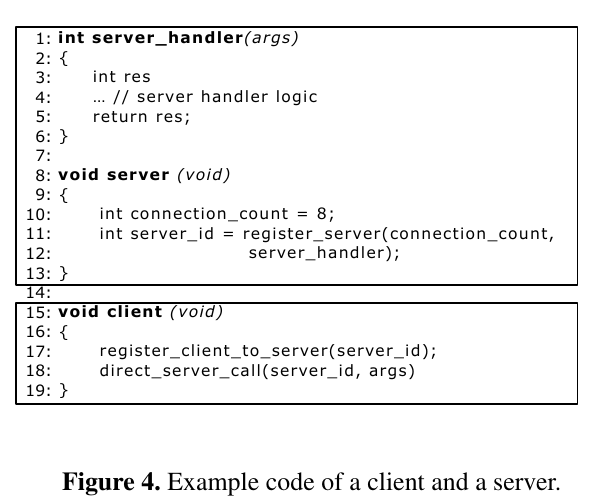 1: int server_handler(args)
2: {
3: int res
4: … // server handler logic
5: return res;
6: }
7:
8: void server (void)
9: {
10: int connection_count = 8;
11: int server_id = register_server(connection_count,
12: server_handler);
13: }
14:
15: void client (void)
16: {
17: register_client_to_server(server_id);
18: direct_server_call(server_id, args)
19: }
Figure 4. Example code of a client and a server.